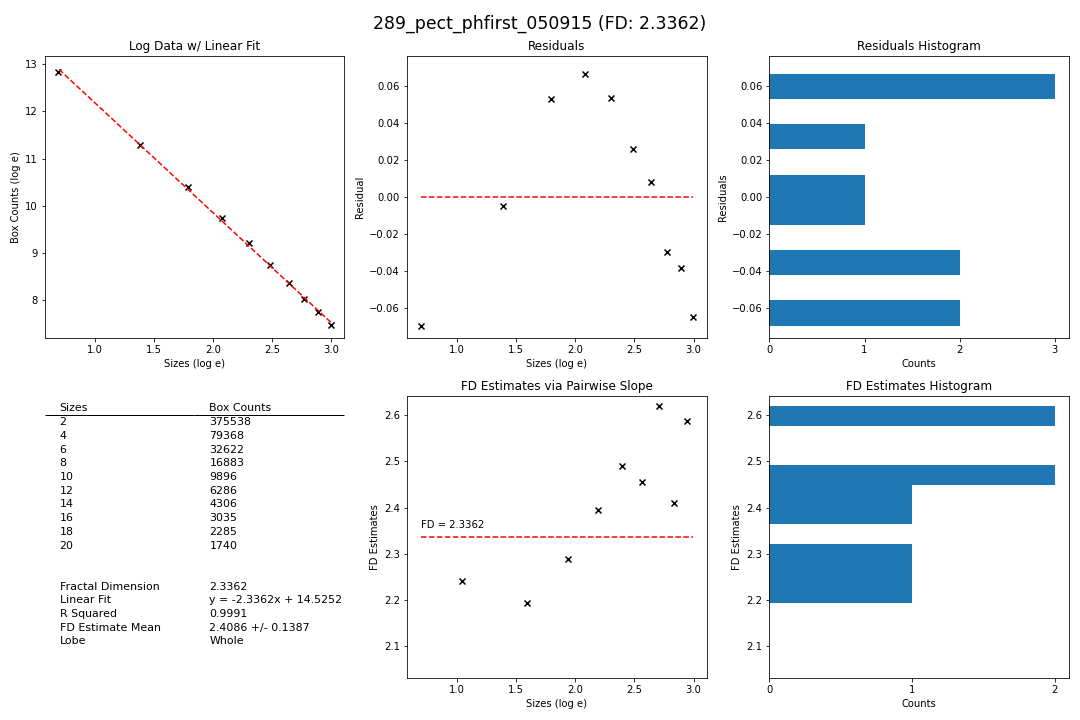 289_pect_phfirst_050915 (FD: 2.3362)
Log Data w/ Linear Fit
13
12
11
10
9
8
Box Counts (log e)
1.0 1.5 2.0 2.5 3.0
Sizes (log e)
Residuals
0.06
0.04
0.02
0.00
−0.02
−0.04
−0.06
Residual
1.0 1.5 2.0 2.5 3.0
Sizes (log e)
Residuals Histogram
0.06
0.04
0.02
0.00
−0.02
−0.04
−0.06
Residuals
0 1 2 3
Counts
Sizes Box Counts
2 375538
4 79368
6 32622
8 16883
10 9896
12 6286
14 4306
16 3035
18 2285
20 1740
Fractal Dimension 2.3362
Linear Fit y = -2.3362x + 14.5252
R Squared 0.9991
FD Estimate Mean 2.4086 +/- 0.1387
Lobe Whole
FD Estimates via Pairwise Slope
2.6
2.5
2.4
2.3
2.2
2.1
FD Estimates
FD = 2.3362
1.0 1.5 2.0 2.5 3.0
Sizes (log e)
FD Estimates Histogram
2.6
2.5
2.4
2.3
2.2
2.1
FD Estimates
0 1 2
Counts